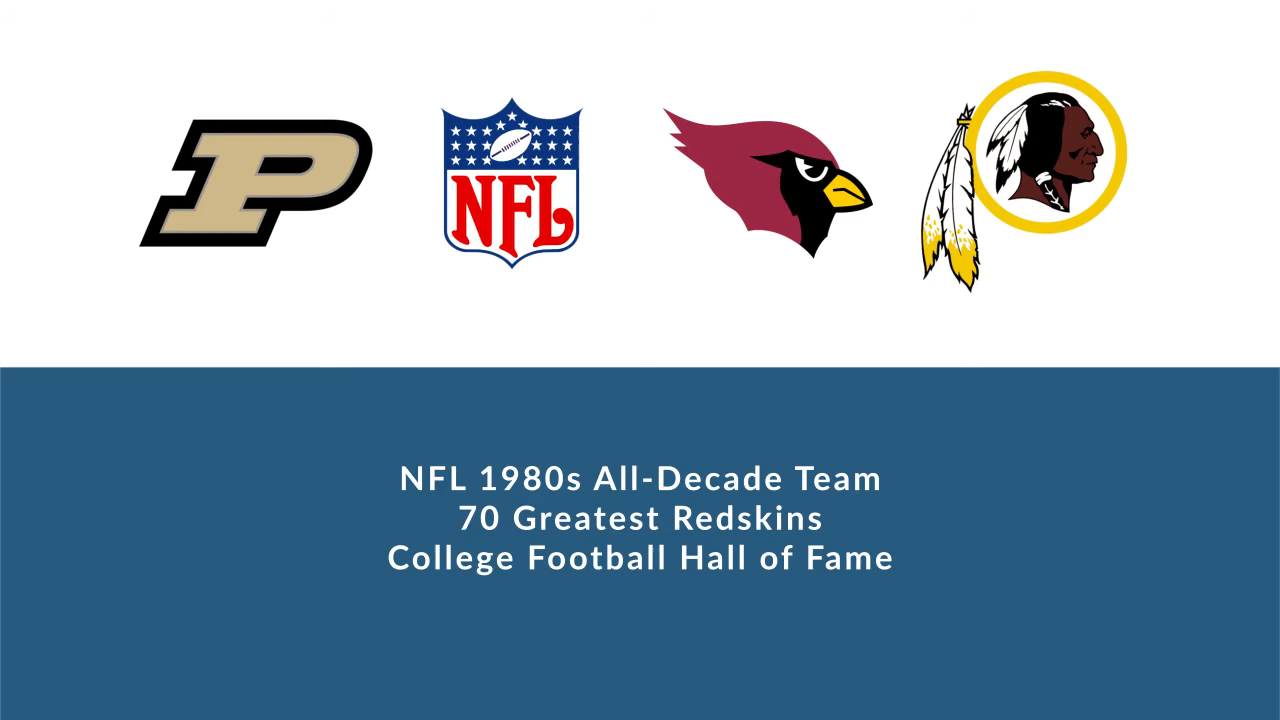 P
NFL
NFL 1980s All-Decade Team
70 Greatest Redskins
College Football Hall of Fame